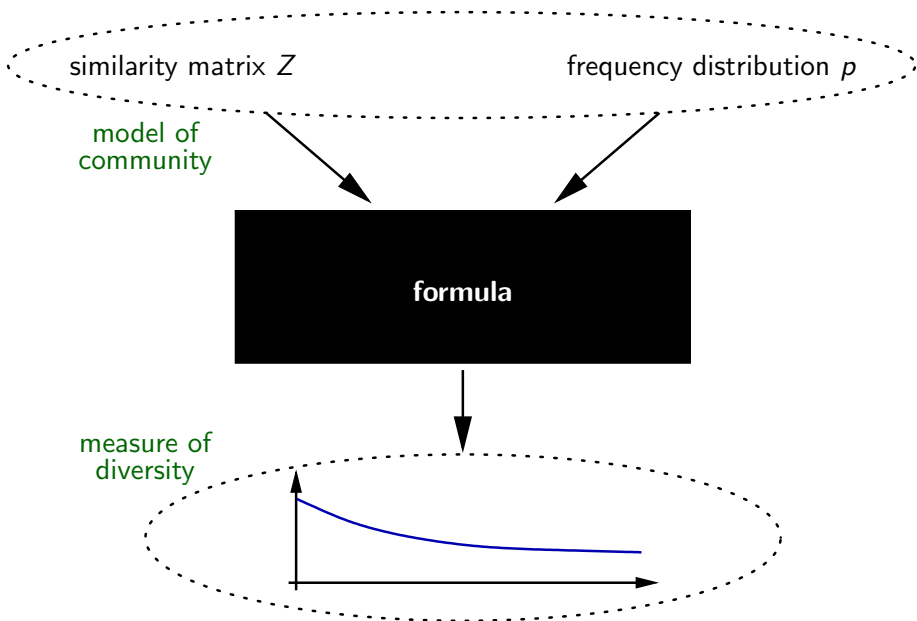 similarity matrix Z
frequency distribution p
model of
community
formula
measure of
diversity